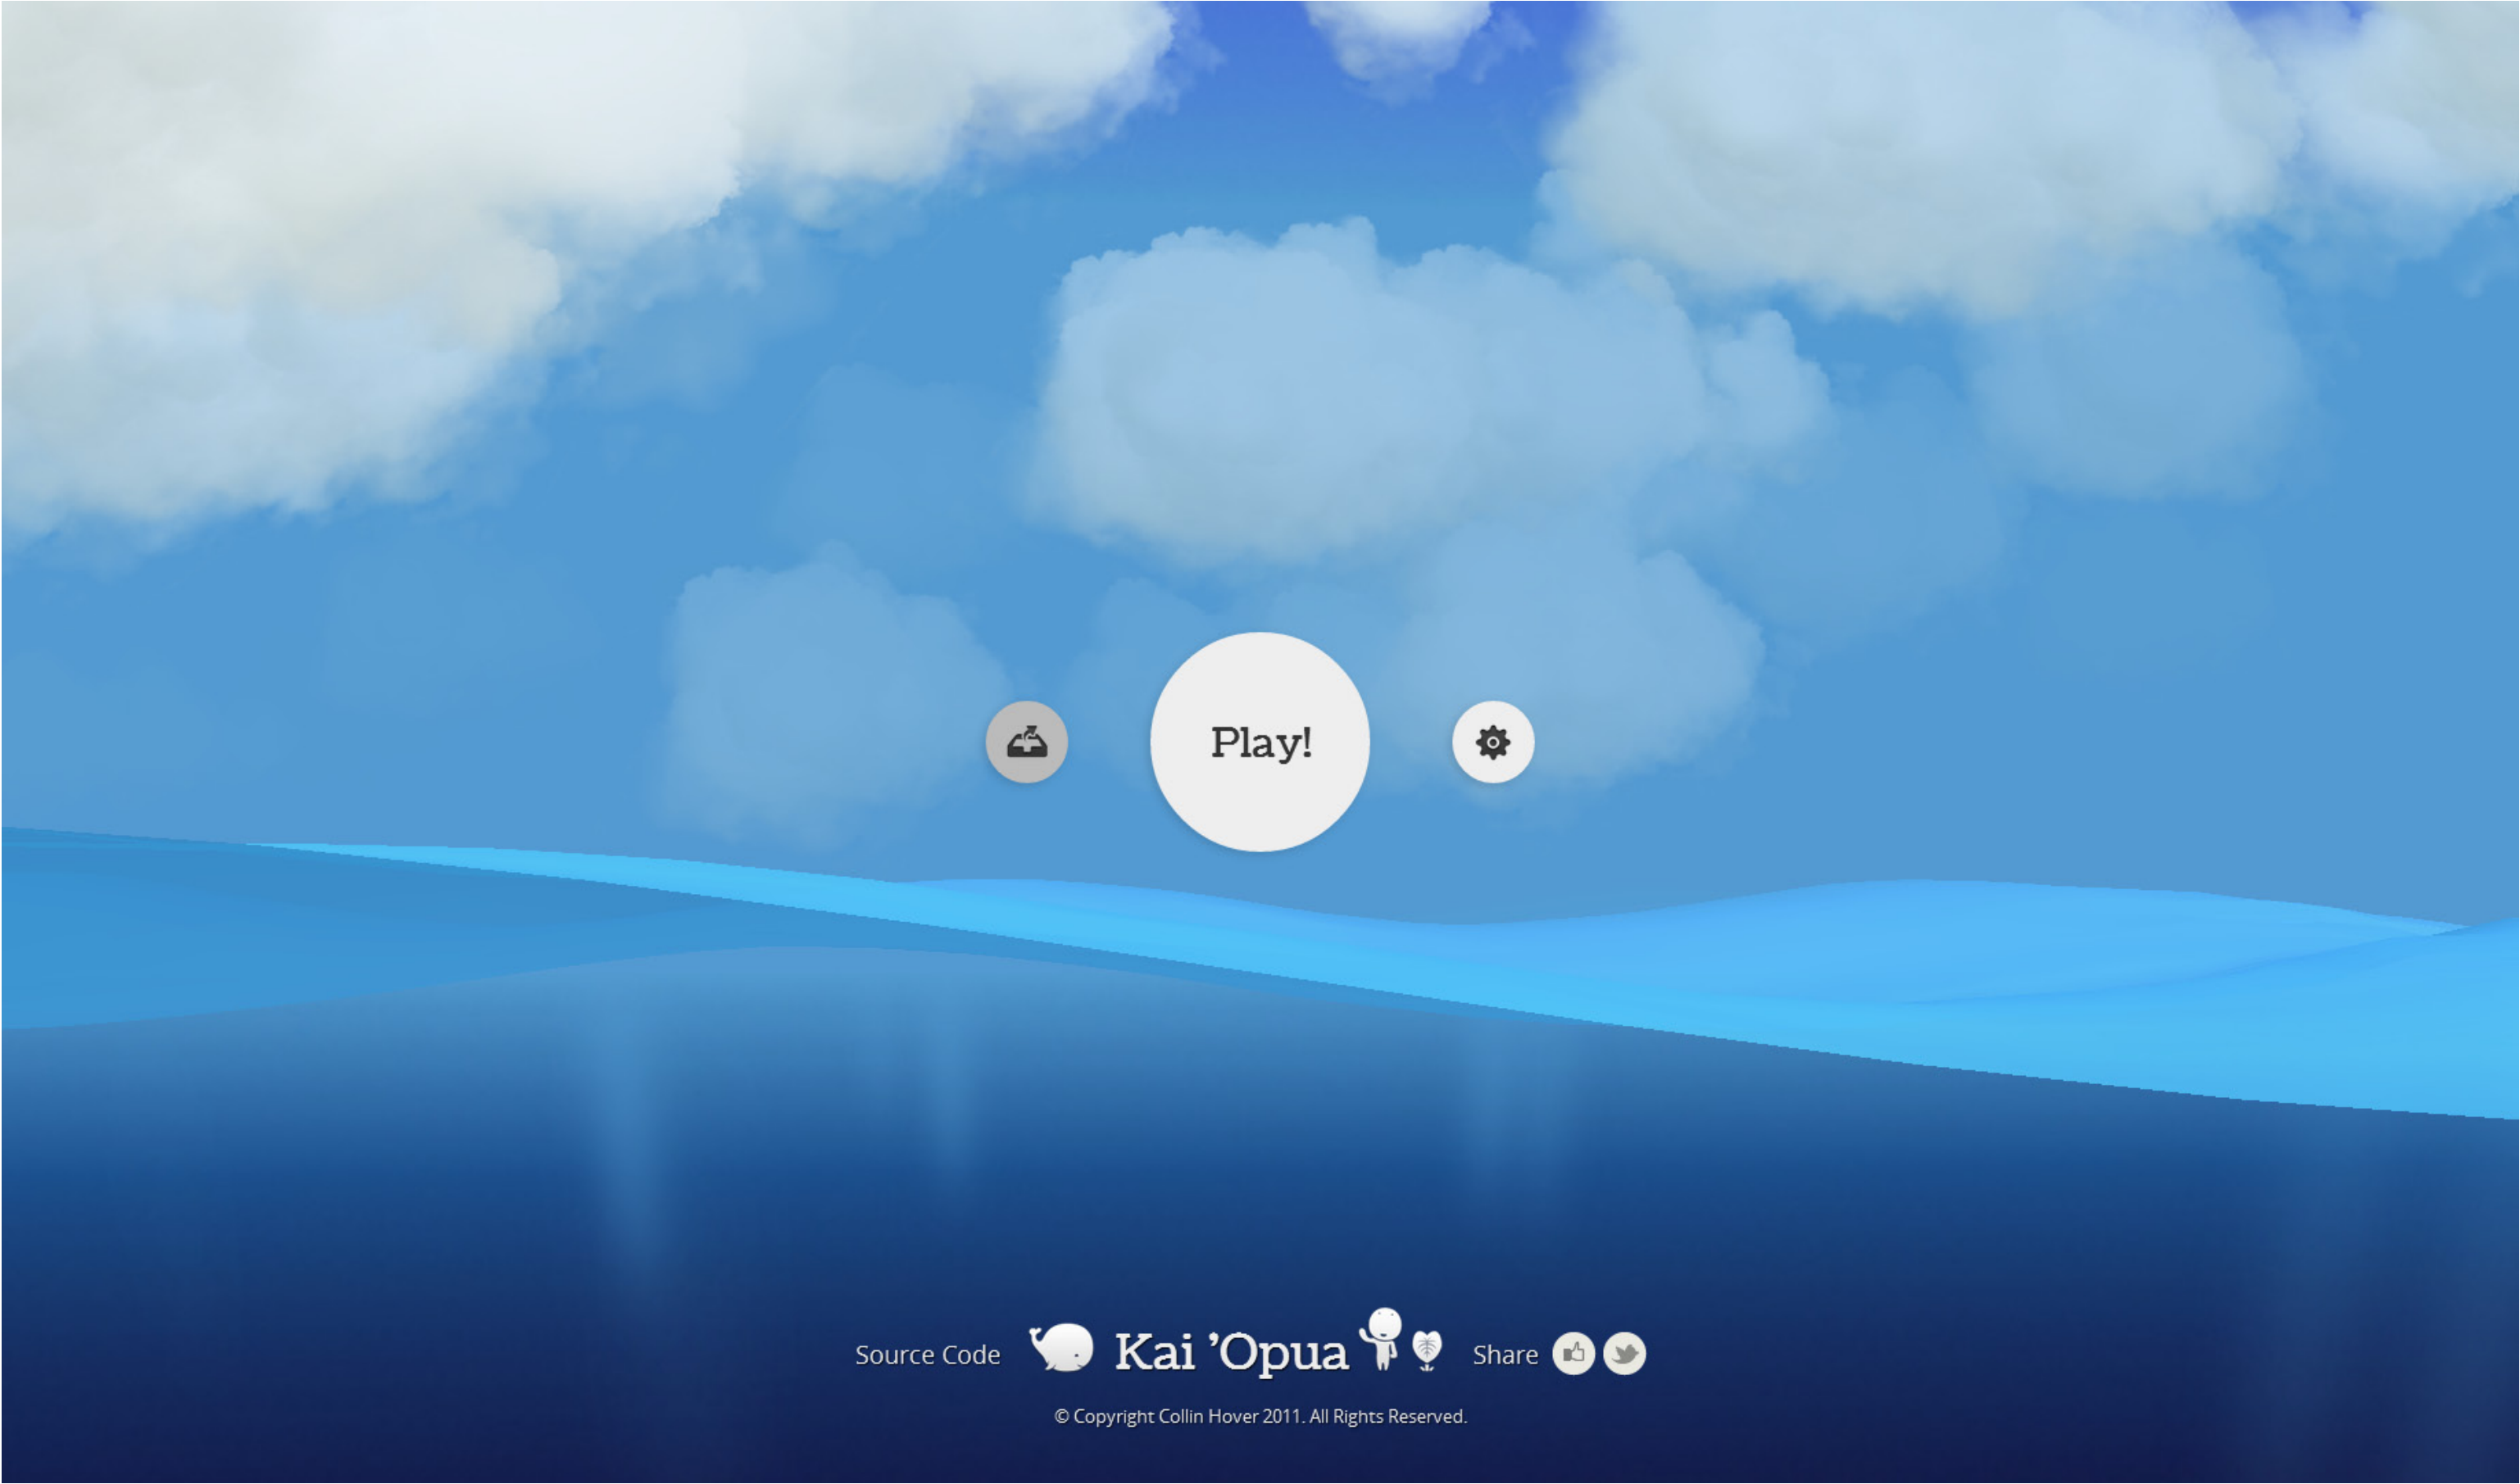 Play!
Source Code Kai ’Opua Share
© Copyright Collin Hover 2011. All Rights Reserved.